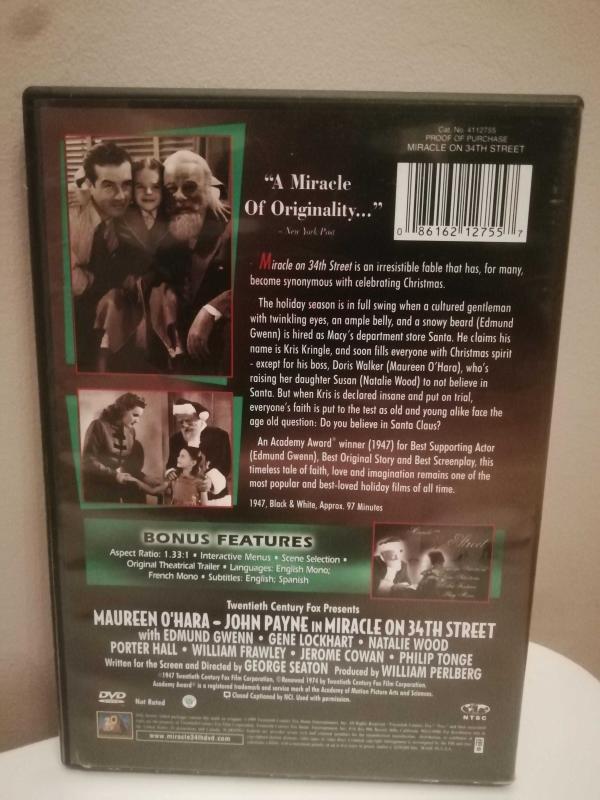 Cat. No. 4112755
PROOF OF PURCHASE
MIRACLE ON 34TH STREET
"A Miracle
Of Originality..."
- New York Post
0 86162 12755 7
Miracle on 34th Street is an irresistible fable that has, for many,
become synonymous with celebrating Christmas.
The holiday season is in full swing when a cultured gentleman
with twinkling eyes, an ample belly, and a snowy beard (Edmund
Gwenn) is hired as Macy's department store Santa. He claims his
name is Kris Kringle, and soon fills everyone with Christmas spirit
- except for his boss, Doris Walker (Maureen O'Hara), who's
raising her daughter Susan (Natalie Wood) to not believe in
Santa. But when Kris is declared insane and put on trial,
everyone's faith is put to the test as old and young alike face the
age old question: Do you believe in Santa Claus?
An Academy Award® winner (1947) for Best Supporting Actor
(Edmund Gwenn), Best Original Story and Best Screenplay, this
timeless tale of faith, love and imagination remains one of the
most popular and best-loved holiday films of all time.
1947, Black & White, Approx. 97 Minutes
BONUS FEATURES
Aspect Ratio: 1.33:1 • Interactive Menus • Scene Selection •
Original Theatrical Trailer • Languages: English Mono;
French Mono • Subtitles: English; Spanish
Twentieth Century Fox Presents
MAUREEN O'HARA – JOHN PAYNE IN MIRACLE ON 34TH STREET
with EDMUND GWENN • GENE LOCKHART • NATALIE WOOD
PORTER HALL • WILLIAM FRAWLEY • JEROME COWAN • PHILIP TONGE
Written for the Screen and Directed by GEORGE SEATON Produced by WILLIAM PERLBERG
©1947 Twentieth Century Fox Film Corporation, ©Renewed 1974 by Twentieth Century Fox Film Corporation.
Academy Award® is a registered trademark and service mark of the Academy of Motion Picture Arts and Sciences.
DVD Not Rated Closed Captioned by NCI. Used with permission.
NTSC
www.miracle34thdvd.com